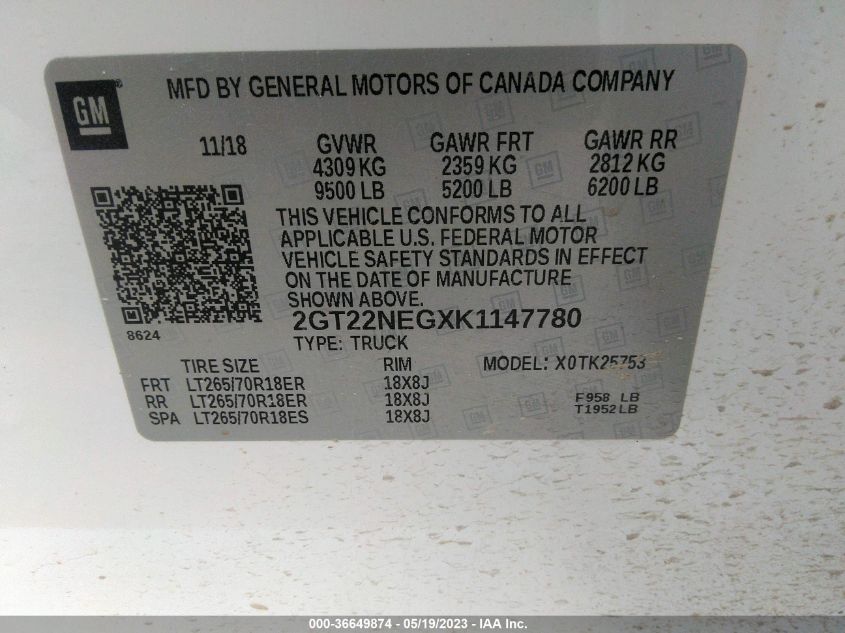 GM ®
MFD BY GENERAL MOTORS OF CANADA COMPANY
11/18 GVWR GAWR FRT GAWR RR
4309 KG 2359 KG 2812 KG
9500 LB 5200 LB 6200 LB
THIS VEHICLE CONFORMS TO ALL
APPLICABLE U.S. FEDERAL MOTOR
VEHICLE SAFETY STANDARDS IN EFFECT
ON THE DATE OF MANUFACTURE
SHOWN ABOVE.
8624
2GT22NEGXK1147780
TYPE: TRUCK
TIRE SIZE RIM MODEL: X0TK25753
FRT LT265/70R18ER 18X8J
RR LT265/70R18ER 18X8J F958 LB
SPA LT265/70R18ES 18X8J T1952LB
000-36649874 - 05/19/2023 - IAA Inc.